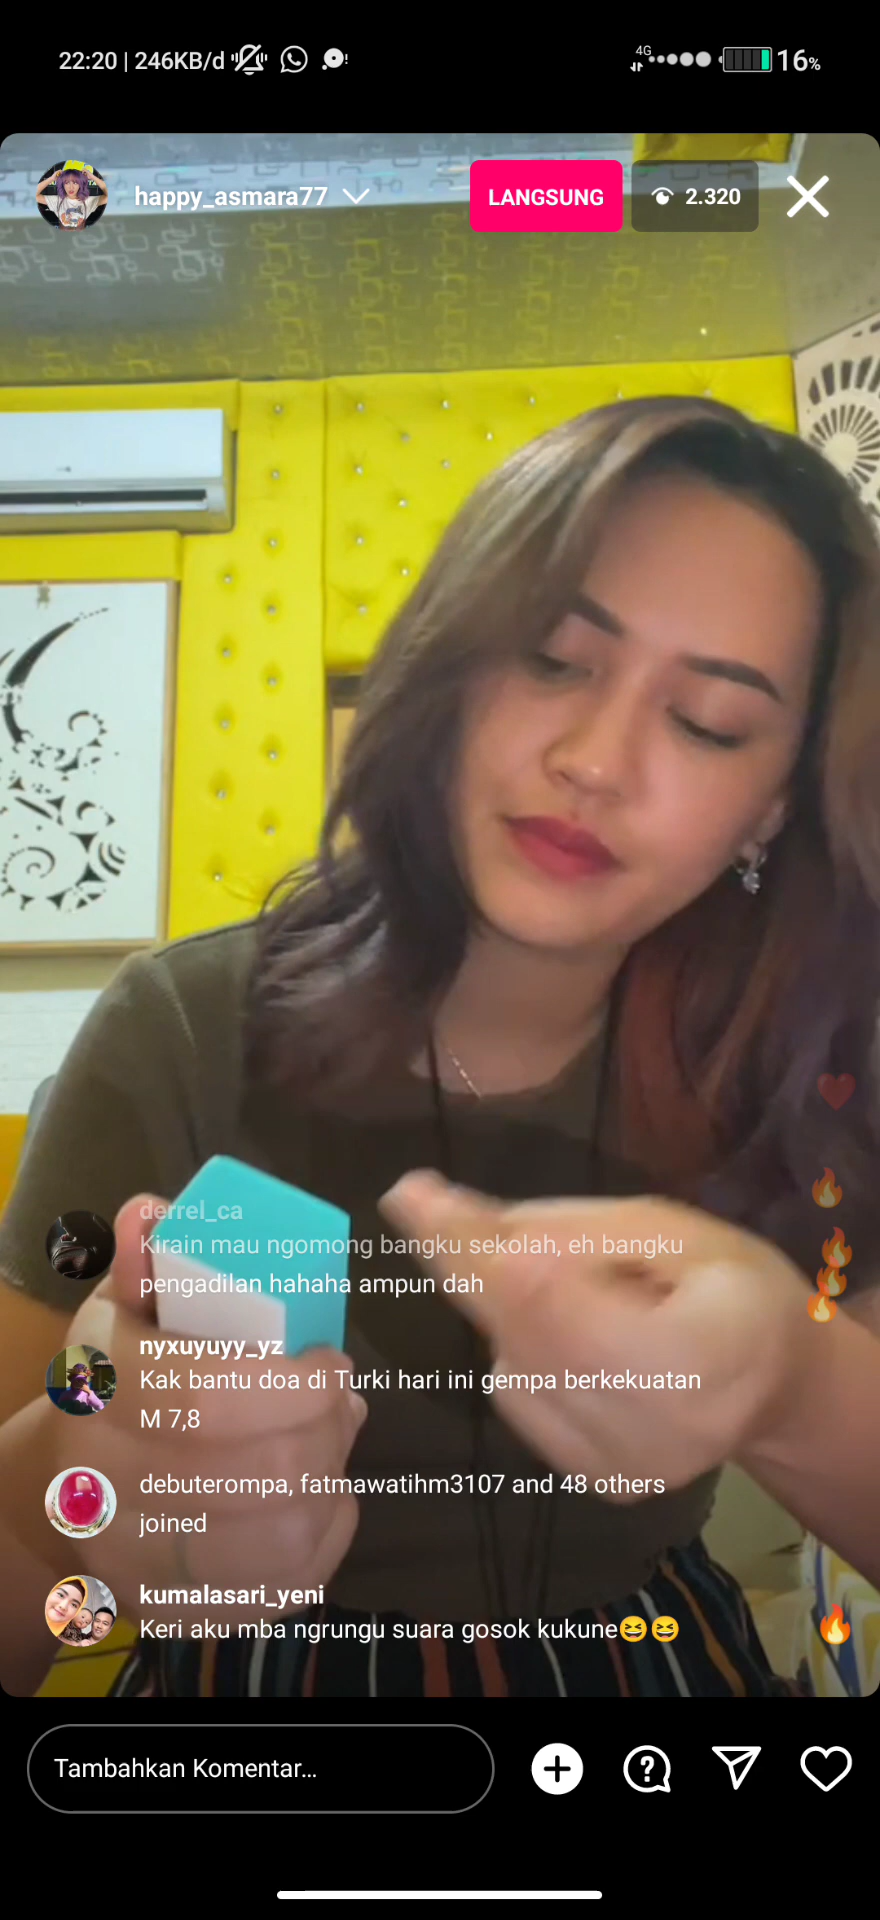 22:20 | 246KB/d
4G
16%
happy_asmara77
LANGSUNG
2.320
derrel_ca
Kirain mau ngomong bangku sekolah, eh bangku
pengadilan hahaha ampun dah
nyxuyuyy_yz
Kak bantu doa di Turki hari ini gempa berkekuatan
M 7,8
debuterompa, fatmawatihm3107 and 48 others
joined
kumalasari_yeni
Keri aku mba ngrungu suara gosok kukune😆😆
Tambahkan Komentar...